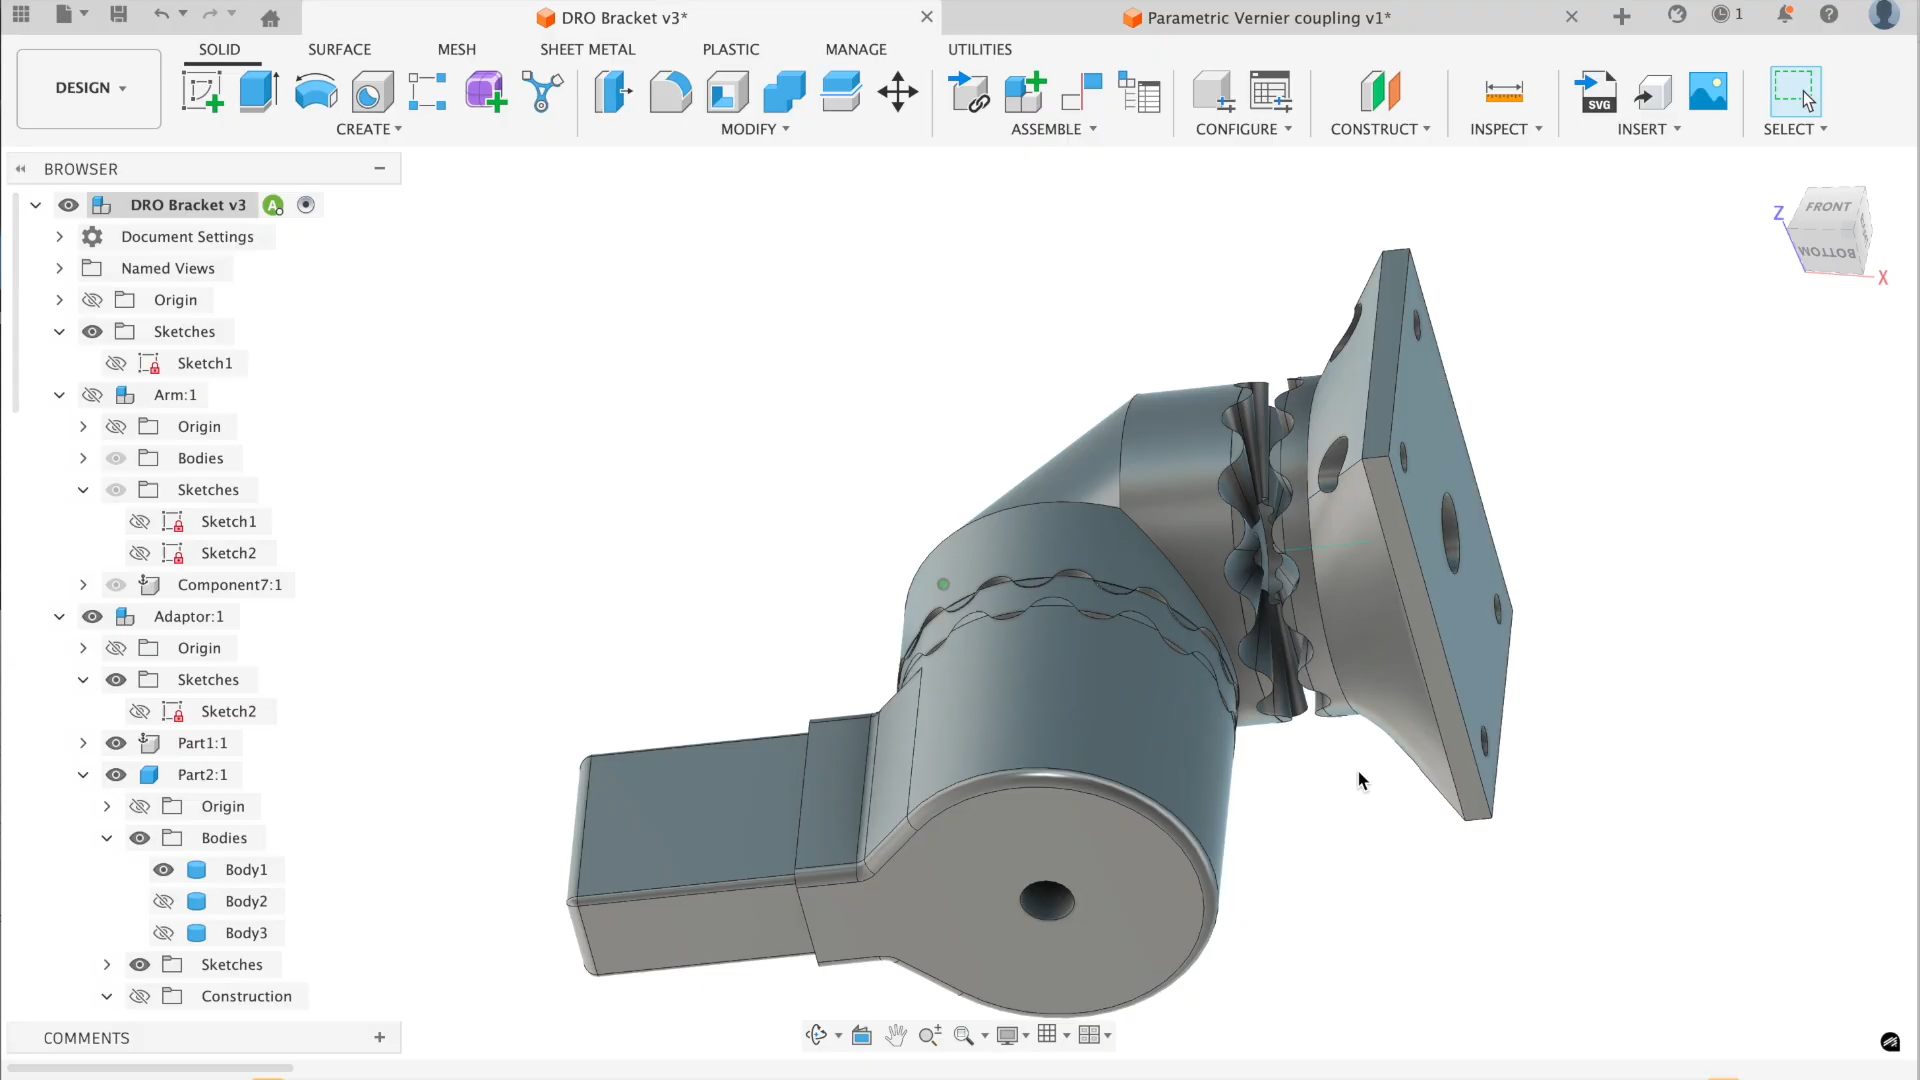 DRO Bracket v3*
Parametric Vernier coupling v1*
1
DESIGN
SOLID
SURFACE
MESH
SHEET METAL
PLASTIC
MANAGE
UTILITIES
SVG
CREATE
MODIFY
ASSEMBLE
CONFIGURE
CONSTRUCT
INSPECT
INSERT
SELECT
BROWSER
DRO Bracket v3
A
Document Settings
Named Views
Origin
Sketches
Sketch1
Arm:1
Origin
Bodies
Sketches
Sketch1
Sketch2
Component7:1
Adaptor:1
Origin
Sketches
Sketch2
Part1:1
Part2:1
Origin
Bodies
Body1
Body2
Body3
Sketches
Construction
COMMENTS
Z
FRONT
BOTTOM
X